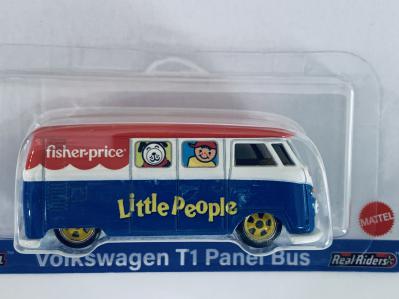 fisher-price
Little People
MATTEL
Volkswagen T1 Panel Bus
Real Riders